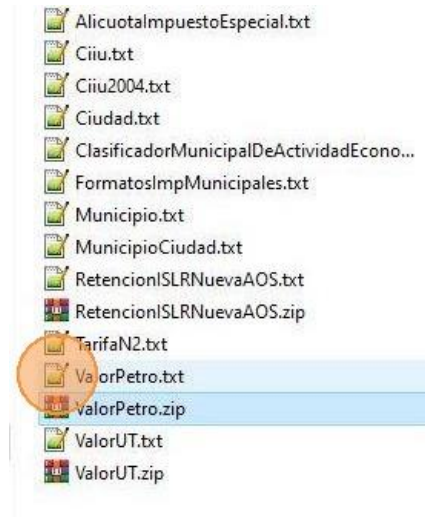 AlicuotaImpuestoEspecial.txt
Ciiu.txt
Ciiu2004.txt
Ciudad.txt
ClasificadorMunicipalDeActividadEcono...
FormatosImpMunicipales.txt
Municipio.txt
MunicipioCiudad.txt
RetencionISLRNuevaAOS.txt
RetencionISLRNuevaAOS.zip
TarifaN2.txt
ValorPetro.txt
ValorPetro.zip
ValorUT.txt
ValorUT.zip